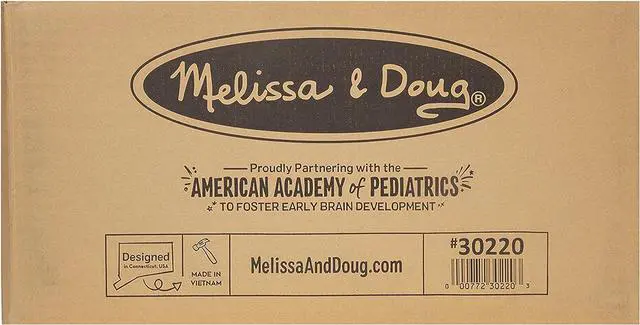 Melissa & Doug®
Proudly Partnering with the
AMERICAN ACADEMY of PEDIATRICS
TO FOSTER EARLY BRAIN DEVELOPMENT
Designed
in Connecticut, USA
MADE IN
VIETNAM
MelissaAndDoug.com
#30220
0 00772 30220 3